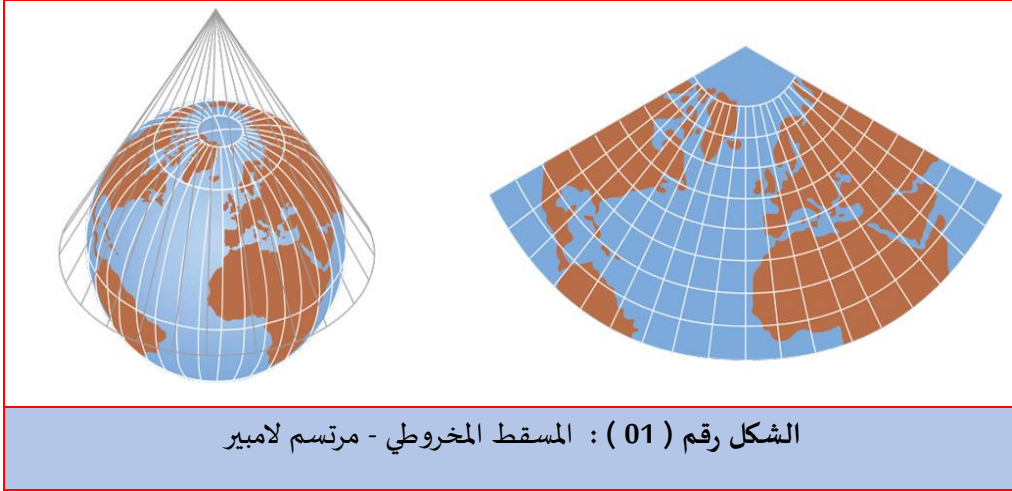 الشكل رقم ( 01 ) : المسقط المخروطي - مرتسم لامبير